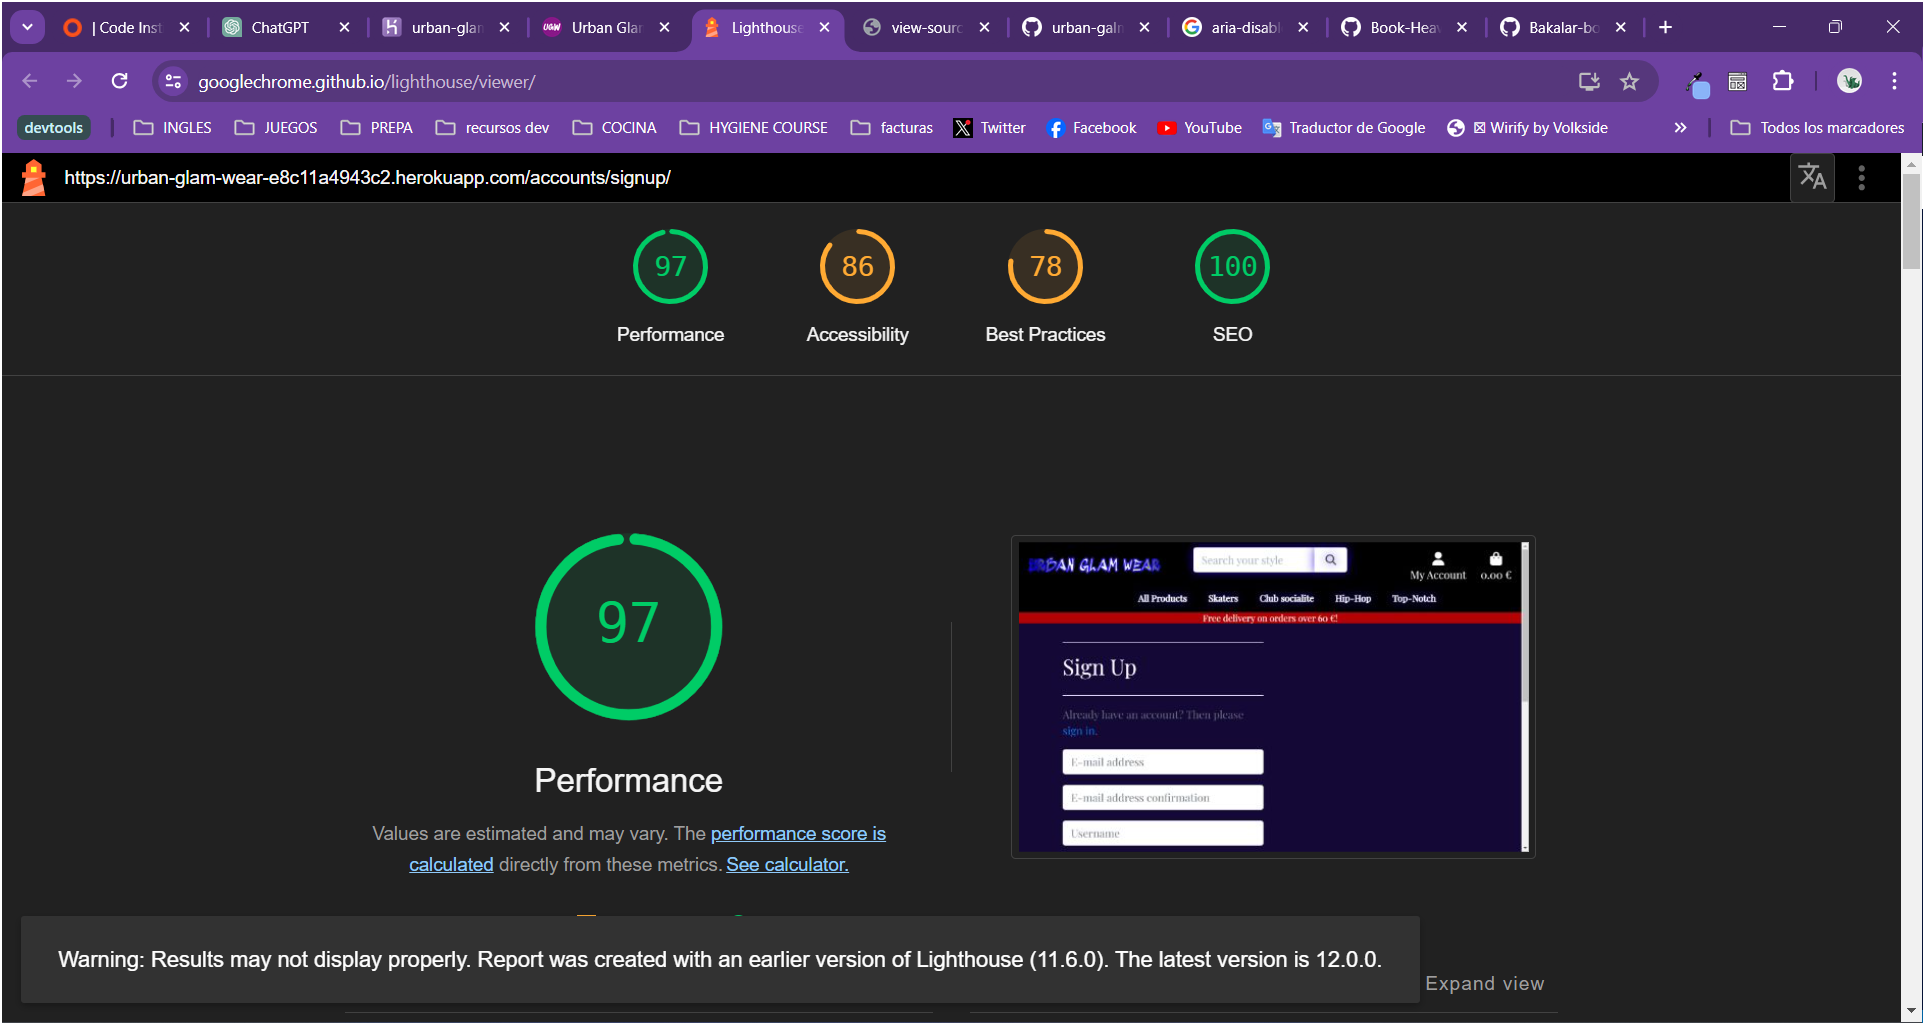 | Code Inst
ChatGPT
urban-glam
Urban Glam
Lighthouse
view-sourc
urban-galm
aria-disabl
Book-Heav
Bakalar-bo
googlechrome.github.io/lighthouse/viewer/
devtools
INGLES
JUEGOS
PREPA
recursos dev
COCINA
HYGIENE COURSE
facturas
Twitter
Facebook
YouTube
Traductor de Google
Wirify by Volkside
»
Todos los marcadores
https://urban-glam-wear-e8c11a4943c2.herokuapp.com/accounts/signup/
97
86
78
100
Performance
Accessibility
Best Practices
SEO
97
Performance
Values are estimated and may vary. The performance score is
calculated directly from these metrics. See calculator.
URBAN GLAM WEAR
Search your style
My Account
0.00 €
All Products
Skaters
Club socialite
Hip-Hop
Top-Notch
Free delivery on orders over 60 €!
Sign Up
Already have an account? Then please
sign in.
E-mail address
E-mail address confirmation
Username
Warning: Results may not display properly. Report was created with an earlier version of Lighthouse (11.6.0). The latest version is 12.0.0.
Expand view